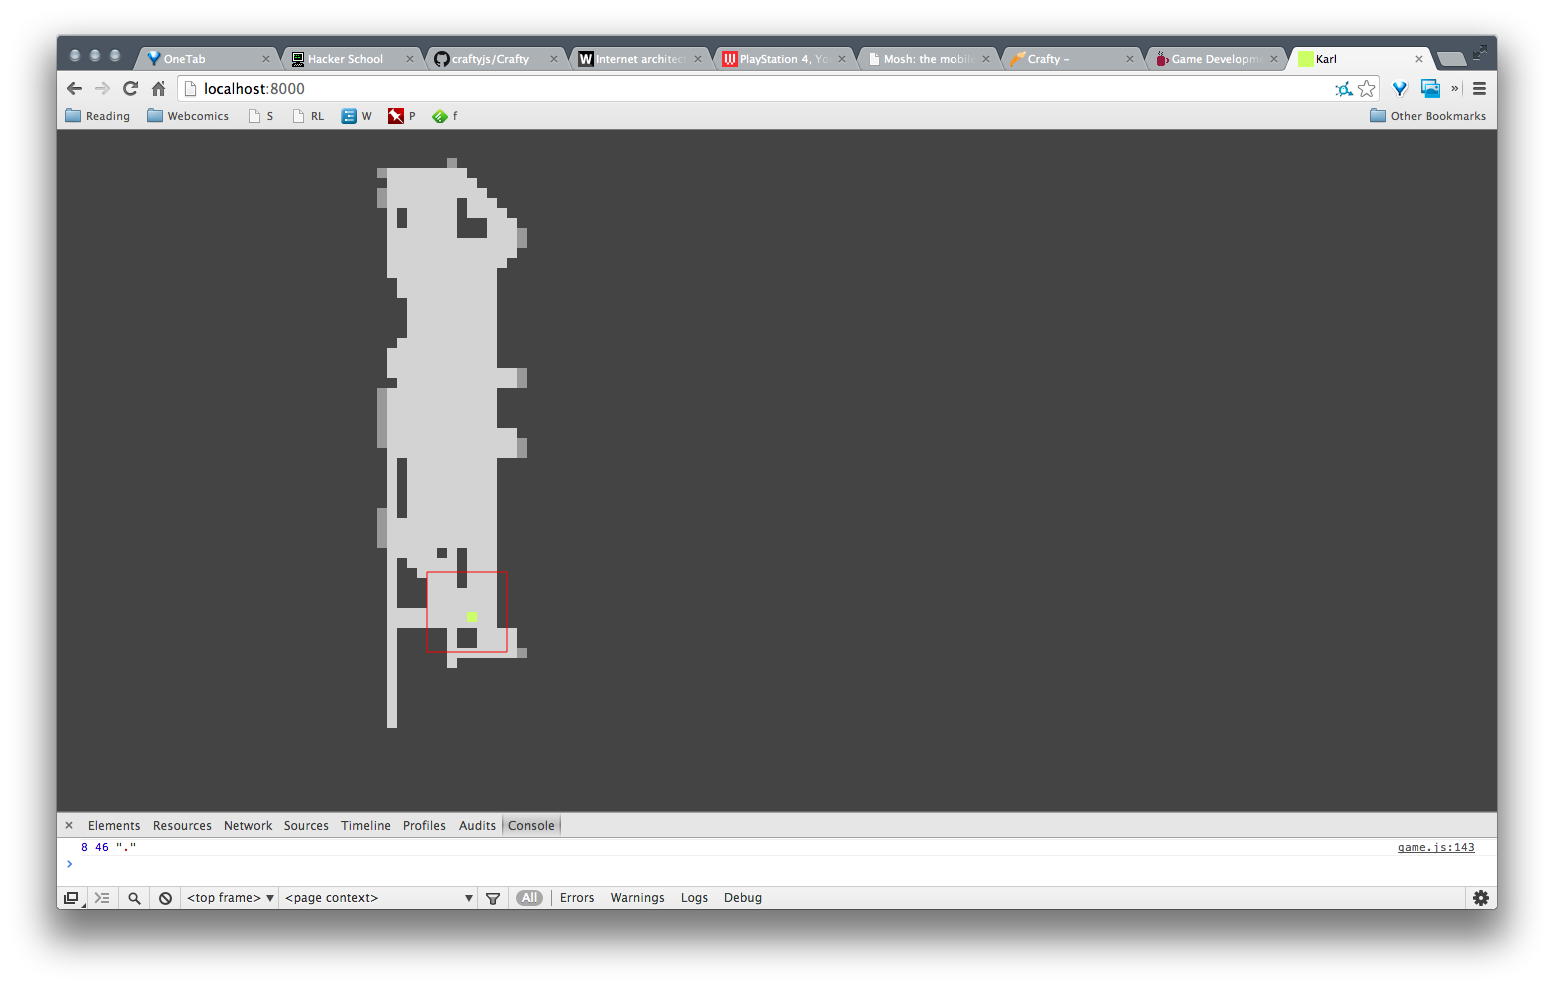 OneTab
Hacker School
craftyjs/Crafty
Internet architect
PlayStation 4, Yo
Mosh: the mobile
Crafty –
Game Developm
Karl
localhost:8000
Reading
Webcomics
S
RL
W
P
f
»
Other Bookmarks
Elements Resources Network Sources Timeline Profiles Audits Console
8 46 "." game.js:143
>
<top frame> ▼ <page context> ▼ All Errors Warnings Logs Debug